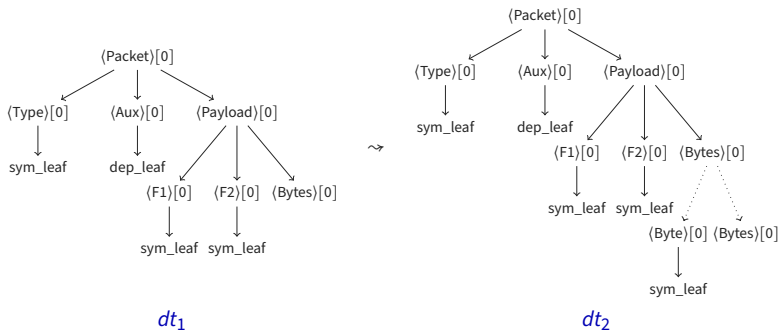 ⟨Packet⟩[0]
⟨Type⟩[0] ⟨Aux⟩[0] ⟨Payload⟩[0]
sym_leaf dep_leaf
⟨F1⟩[0] ⟨F2⟩[0] ⟨Bytes⟩[0]
sym_leaf sym_leaf
dt1
⇝
⟨Packet⟩[0]
⟨Type⟩[0] ⟨Aux⟩[0] ⟨Payload⟩[0]
sym_leaf dep_leaf
⟨F1⟩[0] ⟨F2⟩[0] ⟨Bytes⟩[0]
sym_leaf sym_leaf
⟨Byte⟩[0] ⟨Bytes⟩[0]
sym_leaf
dt2